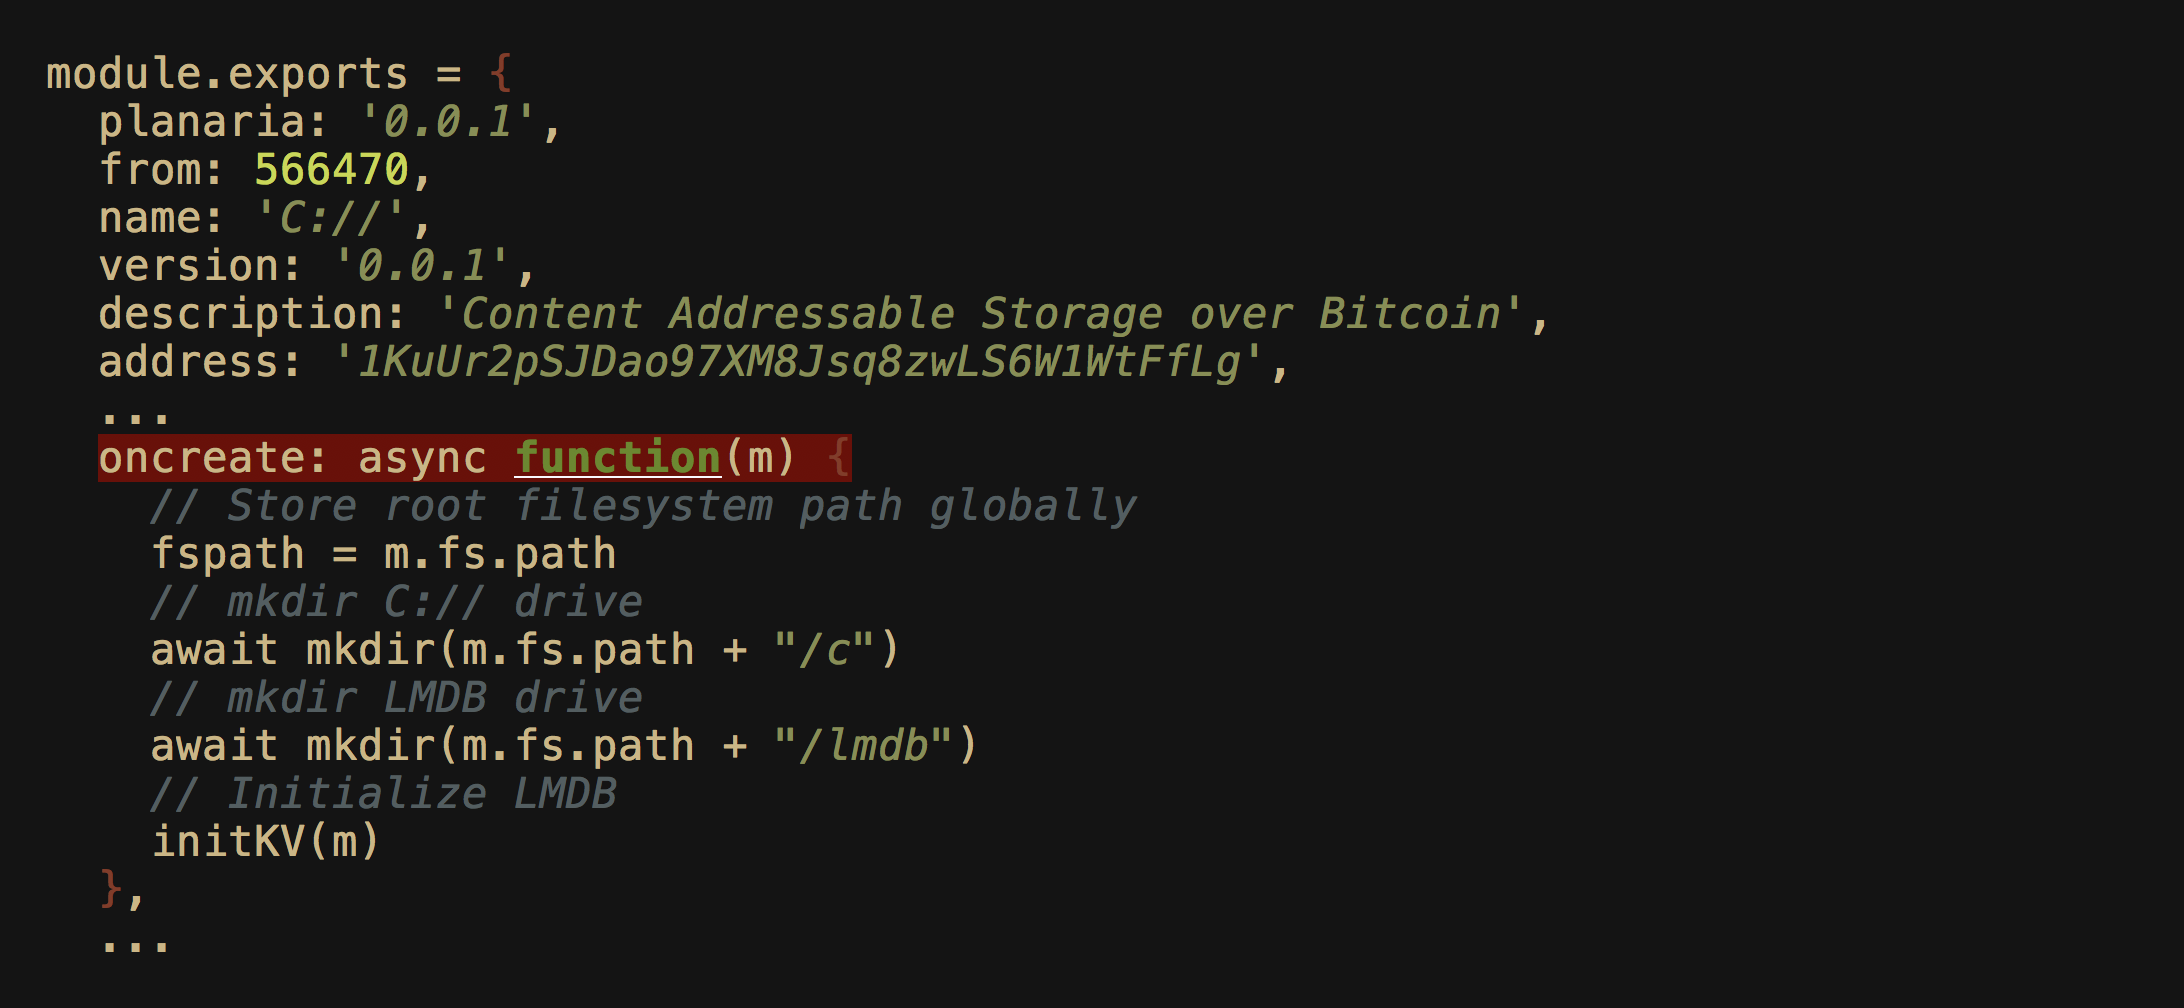 module.exports = {
planaria: '0.0.1',
from: 566470,
name: 'C://',
version: '0.0.1',
description: 'Content Addressable Storage over Bitcoin',
address: '1KuUr2pSJDao97XM8Jsq8zwLS6W1WtFfLg',
...
oncreate: async function(m) {
// Store root filesystem path globally
fspath = m.fs.path
// mkdir C:// drive
await mkdir(m.fs.path + "/c")
// mkdir LMDB drive
await mkdir(m.fs.path + "/lmdb")
// Initialize LMDB
initKV(m)
},
...